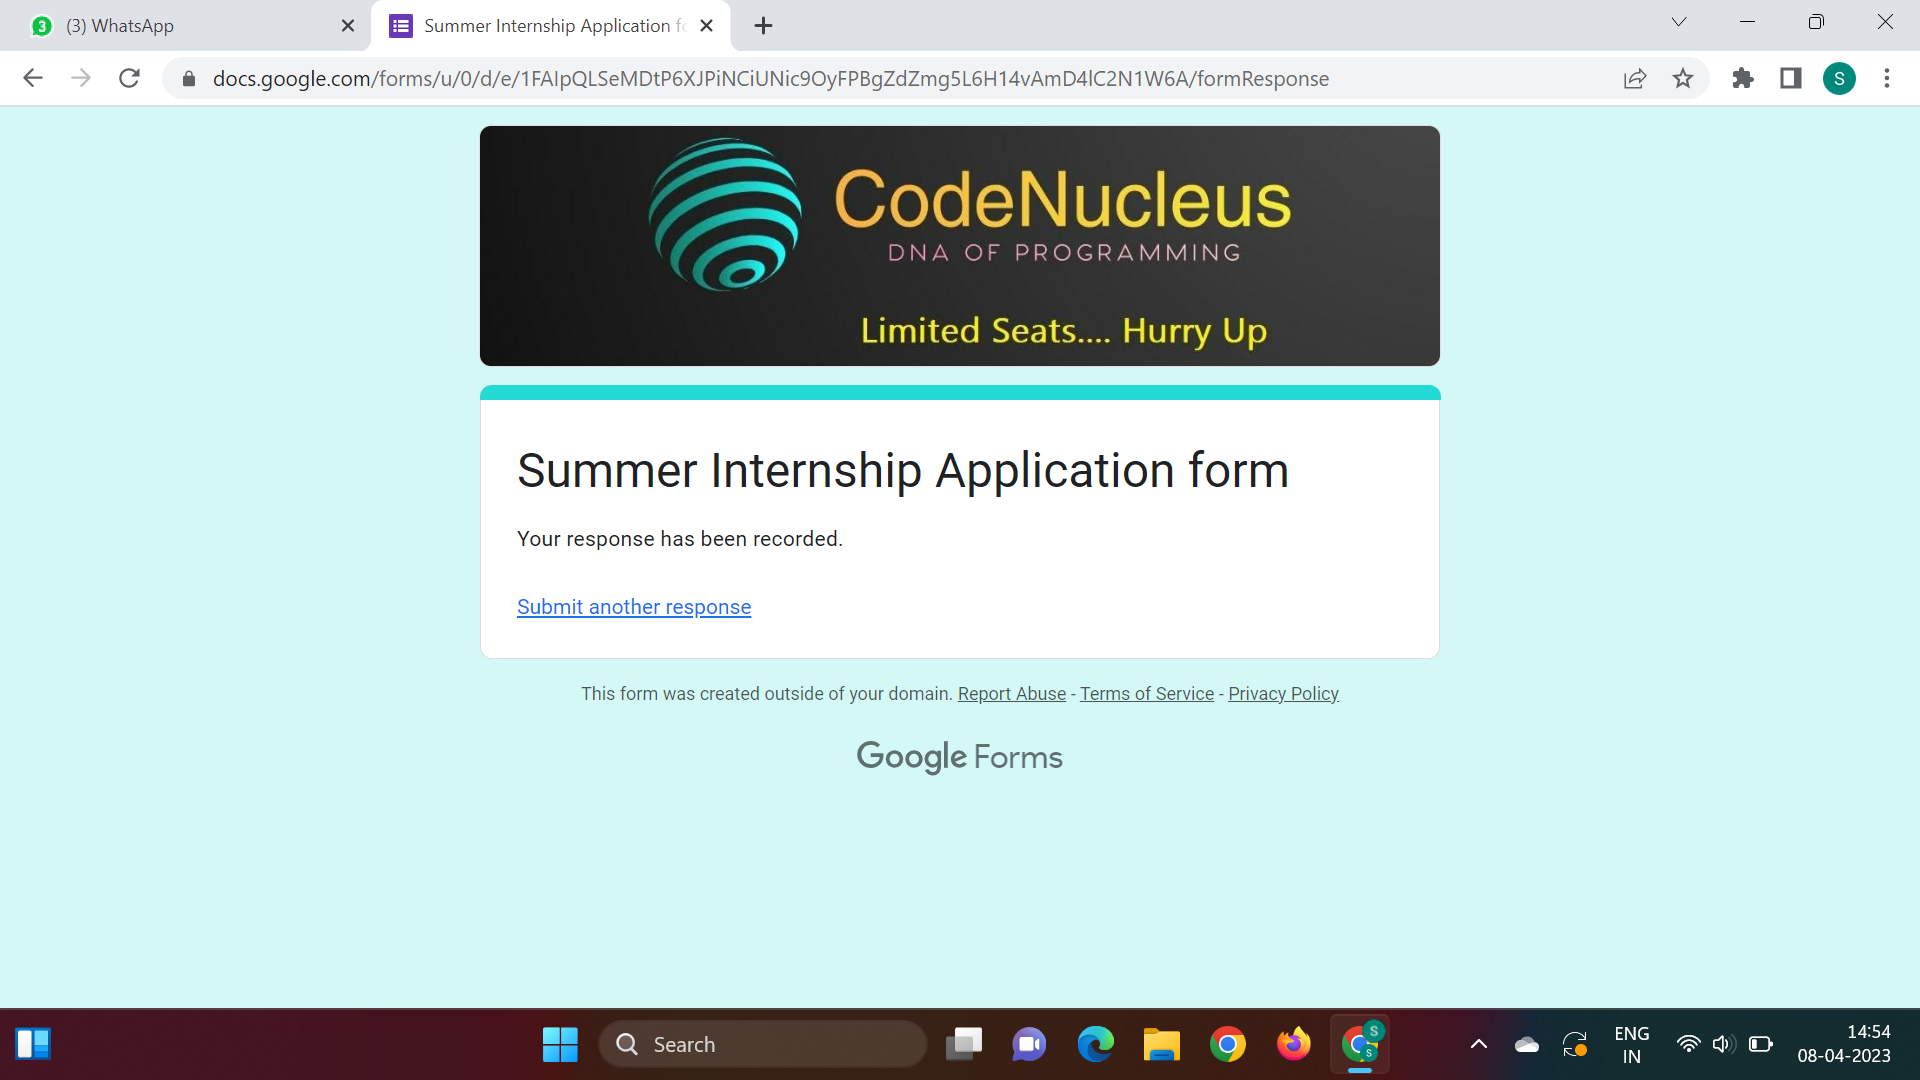 3 (3) WhatsApp
Summer Internship Application fo
docs.google.com/forms/u/0/d/e/1FAIpQLSeMDtP6XJPiNCiUNic9OyFPBgZdZmg5L6H14vAmD4lC2N1W6A/formResponse
S
CodeNucleus
DNA OF PROGRAMMING
Limited Seats.... Hurry Up
Summer Internship Application form
Your response has been recorded.
Submit another response
This form was created outside of your domain. Report Abuse - Terms of Service - Privacy Policy
Google Forms
Search
S
S
ENG
IN
14:54
08-04-2023